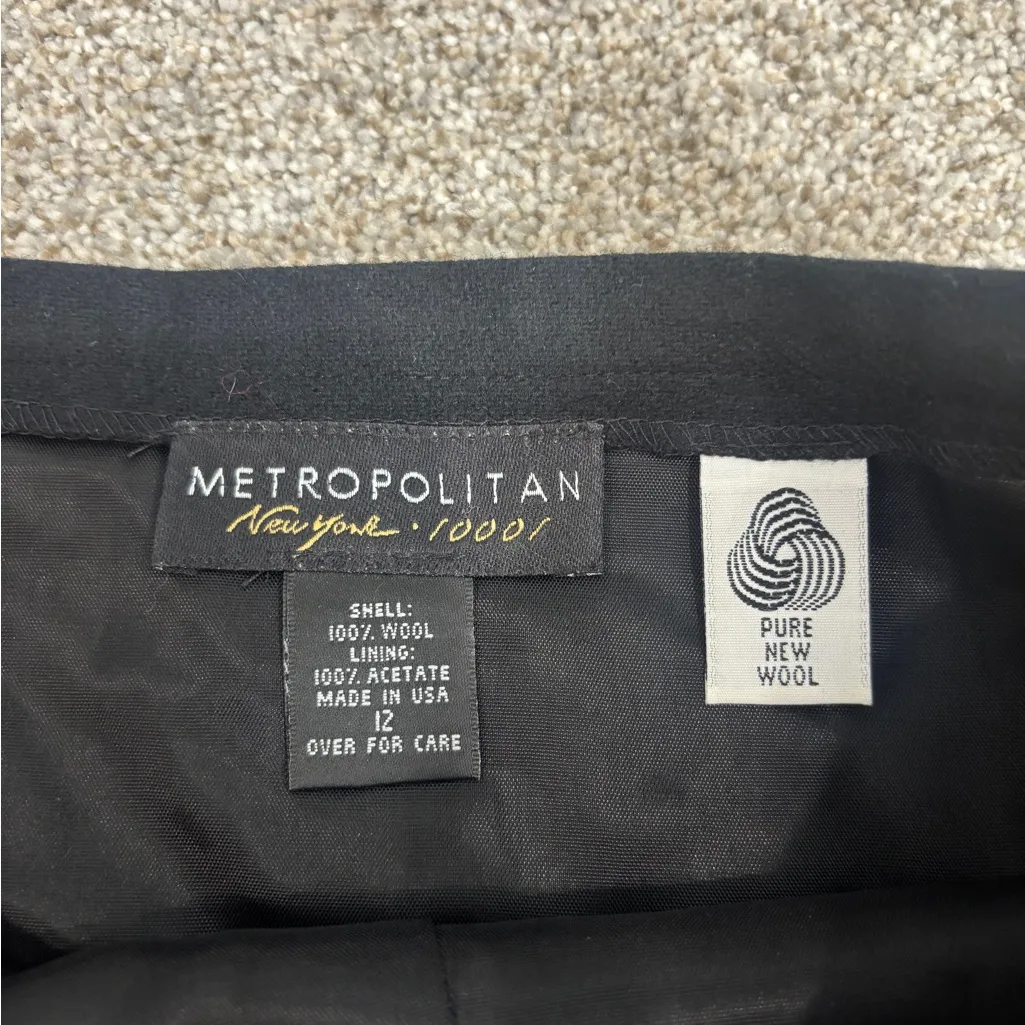 METROPOLITAN
New York · 10001
SHELL:
100% WOOL
LINING:
100% ACETATE
MADE IN USA
12
OVER FOR CARE
PURE
NEW
WOOL